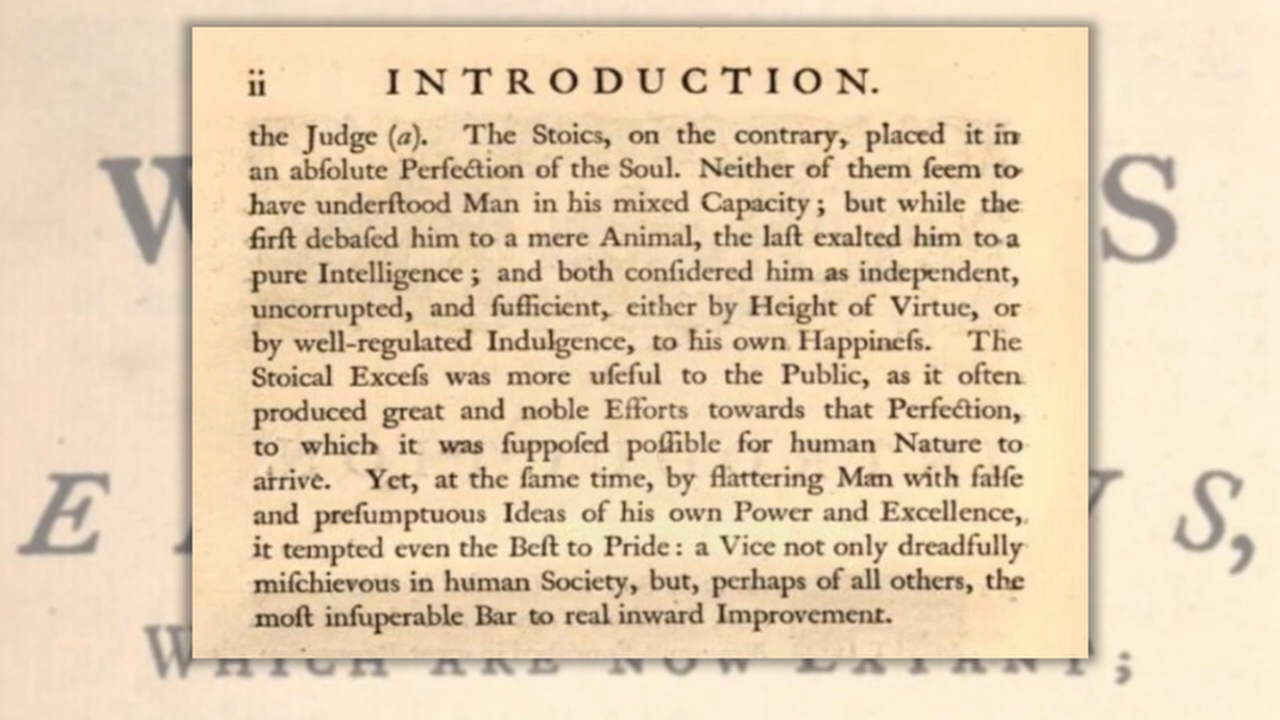 ii INTRODUCTION.
the Judge (a). The Stoics, on the contrary, placed it in
an abſolute Perfection of the Soul. Neither of them ſeem to
have underſtood Man in his mixed Capacity; but while the
firſt debaſed him to a mere Animal, the laſt exalted him to a
pure Intelligence; and both conſidered him as independent,
uncorrupted, and ſufficient, either by Height of Virtue, or
by well-regulated Indulgence, to his own Happineſs. The
Stoical Exceſs was more uſeful to the Public, as it often
produced great and noble Efforts towards that Perfection,
to which it was ſuppoſed poſſible for human Nature to
arrive. Yet, at the ſame time, by flattering Man with falſe
and preſumptuous Ideas of his own Power and Excellence,
it tempted even the Beſt to Pride: a Vice not only dreadfully
miſchievous in human Society, but, perhaps of all others, the
moſt inſuperable Bar to real inward Improvement.
WHICH ARE NOW EXTANT;